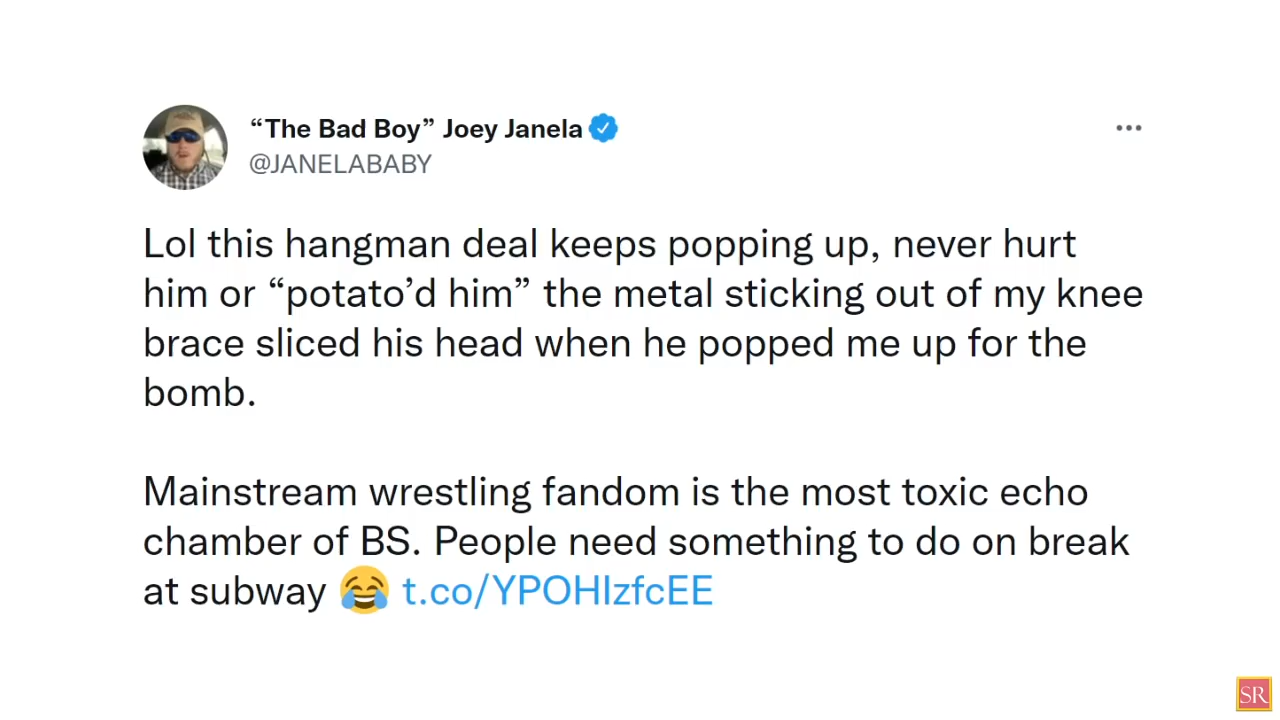 “The Bad Boy” Joey Janela
@JANELABABY
Lol this hangman deal keeps popping up, never hurt
him or “potato’d him” the metal sticking out of my knee
brace sliced his head when he popped me up for the
bomb.
Mainstream wrestling fandom is the most toxic echo
chamber of BS. People need something to do on break
at subway 😂 t.co/YPOHIzfcEE
SR